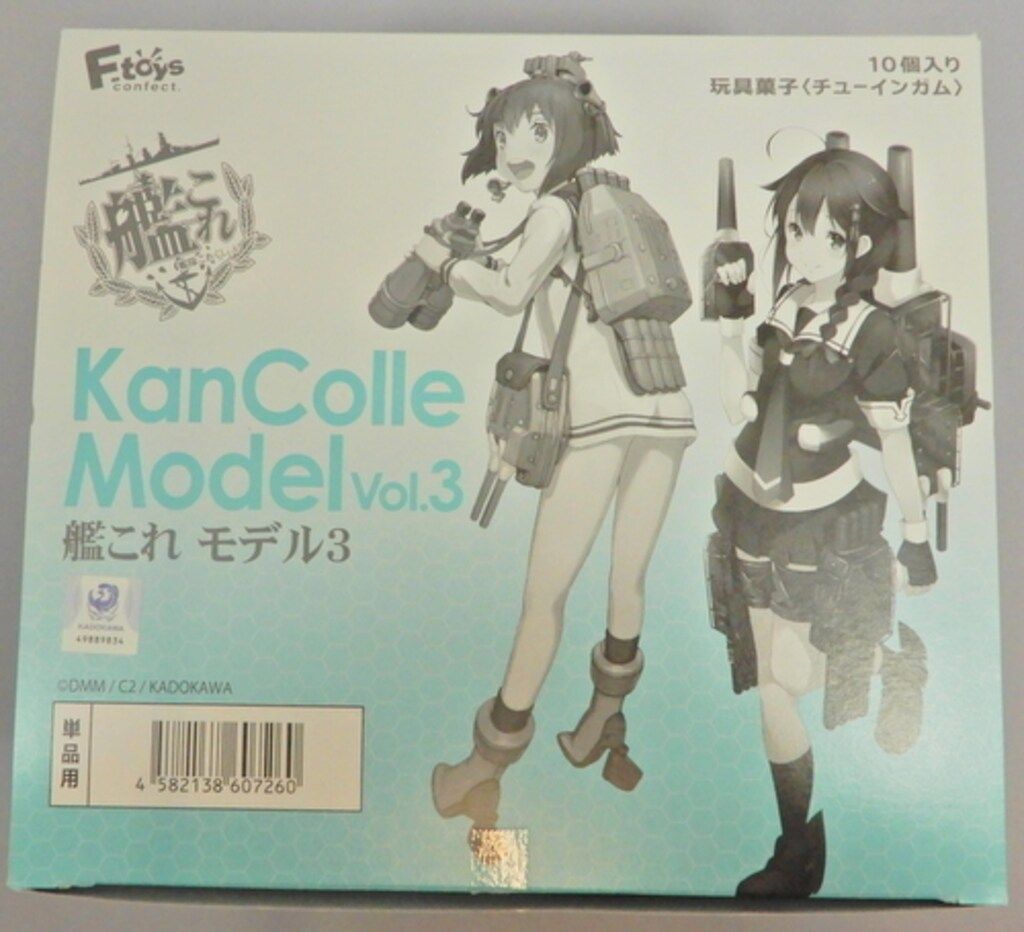 F-toys
confect.
10個入り
玩具菓子〈チューインガム〉
艦これ
KanColle
Model Vol.3
艦これ モデル3
KADOKAWA
49889834
©DMM / C2 / KADOKAWA
単品用
4 582138 607260